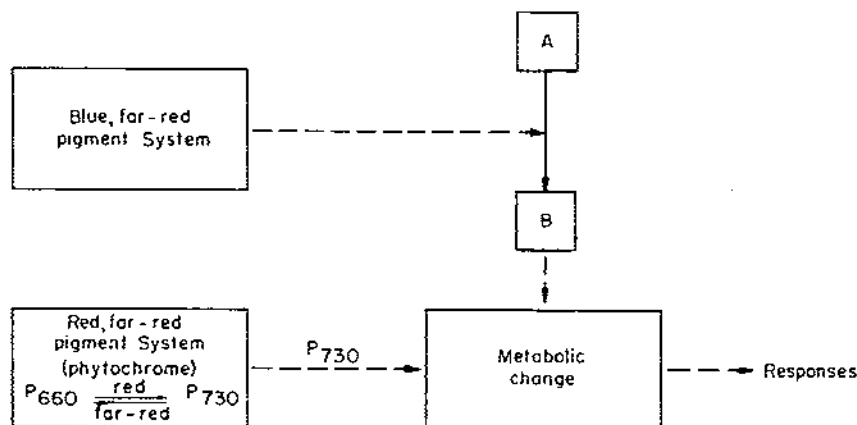 A
Blue, far-red
pigment System
B
Red, far-red
pigment System
(phytochrome)
P660 red P730
far-red
P730
Metabolic
change
Responses